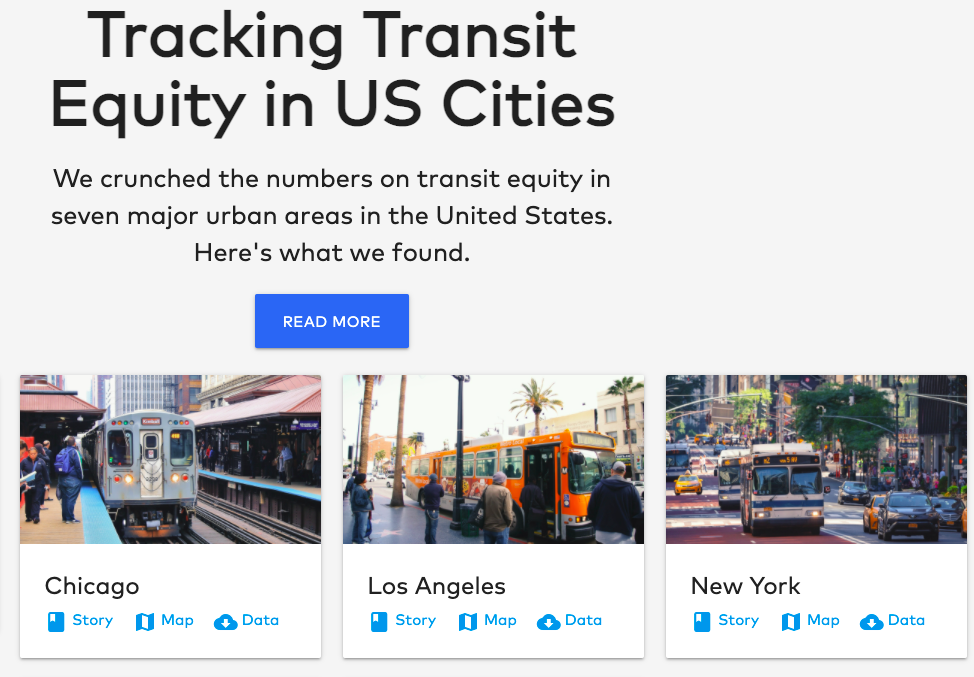 Tracking Transit
Equity in US Cities
We crunched the numbers on transit equity in
seven major urban areas in the United States.
Here's what we found.
READ MORE
Chicago
Story Map Data
Los Angeles
Story Map Data
New York
Story Map Data